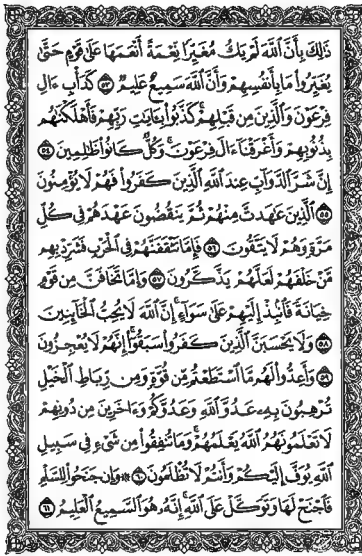 ذَٰلِكَ بِأَنَّ ٱللَّهَ لَمْ يَكُ مُغَيِّرًا نِّعْمَةً أَنْعَمَهَا عَلَىٰ قَوْمٍ حَتَّىٰ
يُغَيِّرُوا۟ مَا بِأَنفُسِهِمْ وَأَنَّ ٱللَّهَ سَمِيعٌ عَلِيمٌ ٥٣ كَدَأْبِ ءَالِ
فِرْعَوْنَ وَٱلَّذِينَ مِن قَبْلِهِمْ ۚ كَذَّبُوا۟ بِـَٔايَٰتِ رَبِّهِمْ فَأَهْلَكْنَٰهُم
بِذُنُوبِهِمْ وَأَغْرَقْنَآ ءَالَ فِرْعَوْنَ ۚ وَكُلٌّ كَانُوا۟ ظَٰلِمِينَ ٥٤
إِنَّ شَرَّ ٱلدَّوَآبِّ عِندَ ٱللَّهِ ٱلَّذِينَ كَفَرُوا۟ فَهُمْ لَا يُؤْمِنُونَ
٥٥ ٱلَّذِينَ عَٰهَدتَّ مِنْهُمْ ثُمَّ يَنقُضُونَ عَهْدَهُمْ فِى كُلِّ
مَرَّةٍ وَهُمْ لَا يَتَّقُونَ ٥٦ فَإِمَّا تَثْقَفَنَّهُمْ فِى ٱلْحَرْبِ فَشَرِّدْ بِهِم
مَّنْ خَلْفَهُمْ لَعَلَّهُمْ يَذَّكَّرُونَ ٥٧ وَإِمَّا تَخَافَنَّ مِن قَوْمٍ
خِيَانَةً فَٱنۢبِذْ إِلَيْهِمْ عَلَىٰ سَوَآءٍ ۚ إِنَّ ٱللَّهَ لَا يُحِبُّ ٱلْخَآئِنِينَ
٥٨ وَلَا يَحْسَبَنَّ ٱلَّذِينَ كَفَرُوا۟ سَبَقُوٓا۟ ۚ إِنَّهُمْ لَا يُعْجِزُونَ
٥٩ وَأَعِدُّوا۟ لَهُم مَّا ٱسْتَطَعْتُم مِّن قُوَّةٍ وَمِن رِّبَاطِ ٱلْخَيْلِ
تُرْهِبُونَ بِهِۦ عَدُوَّ ٱللَّهِ وَعَدُوَّكُمْ وَءَاخَرِينَ مِن دُونِهِمْ
لَا تَعْلَمُونَهُمُ ٱللَّهُ يَعْلَمُهُمْ ۚ وَمَا تُنفِقُوا۟ مِن شَىْءٍ فِى سَبِيلِ
ٱللَّهِ يُوَفَّ إِلَيْكُمْ وَأَنتُمْ لَا تُظْلَمُونَ ٦٠ ۞ وَإِن جَنَحُوا۟ لِلسَّلْمِ
فَٱجْنَحْ لَهَا وَتَوَكَّلْ عَلَى ٱللَّهِ ۚ إِنَّهُۥ هُوَ ٱلسَّمِيعُ ٱلْعَلِيمُ ٦١